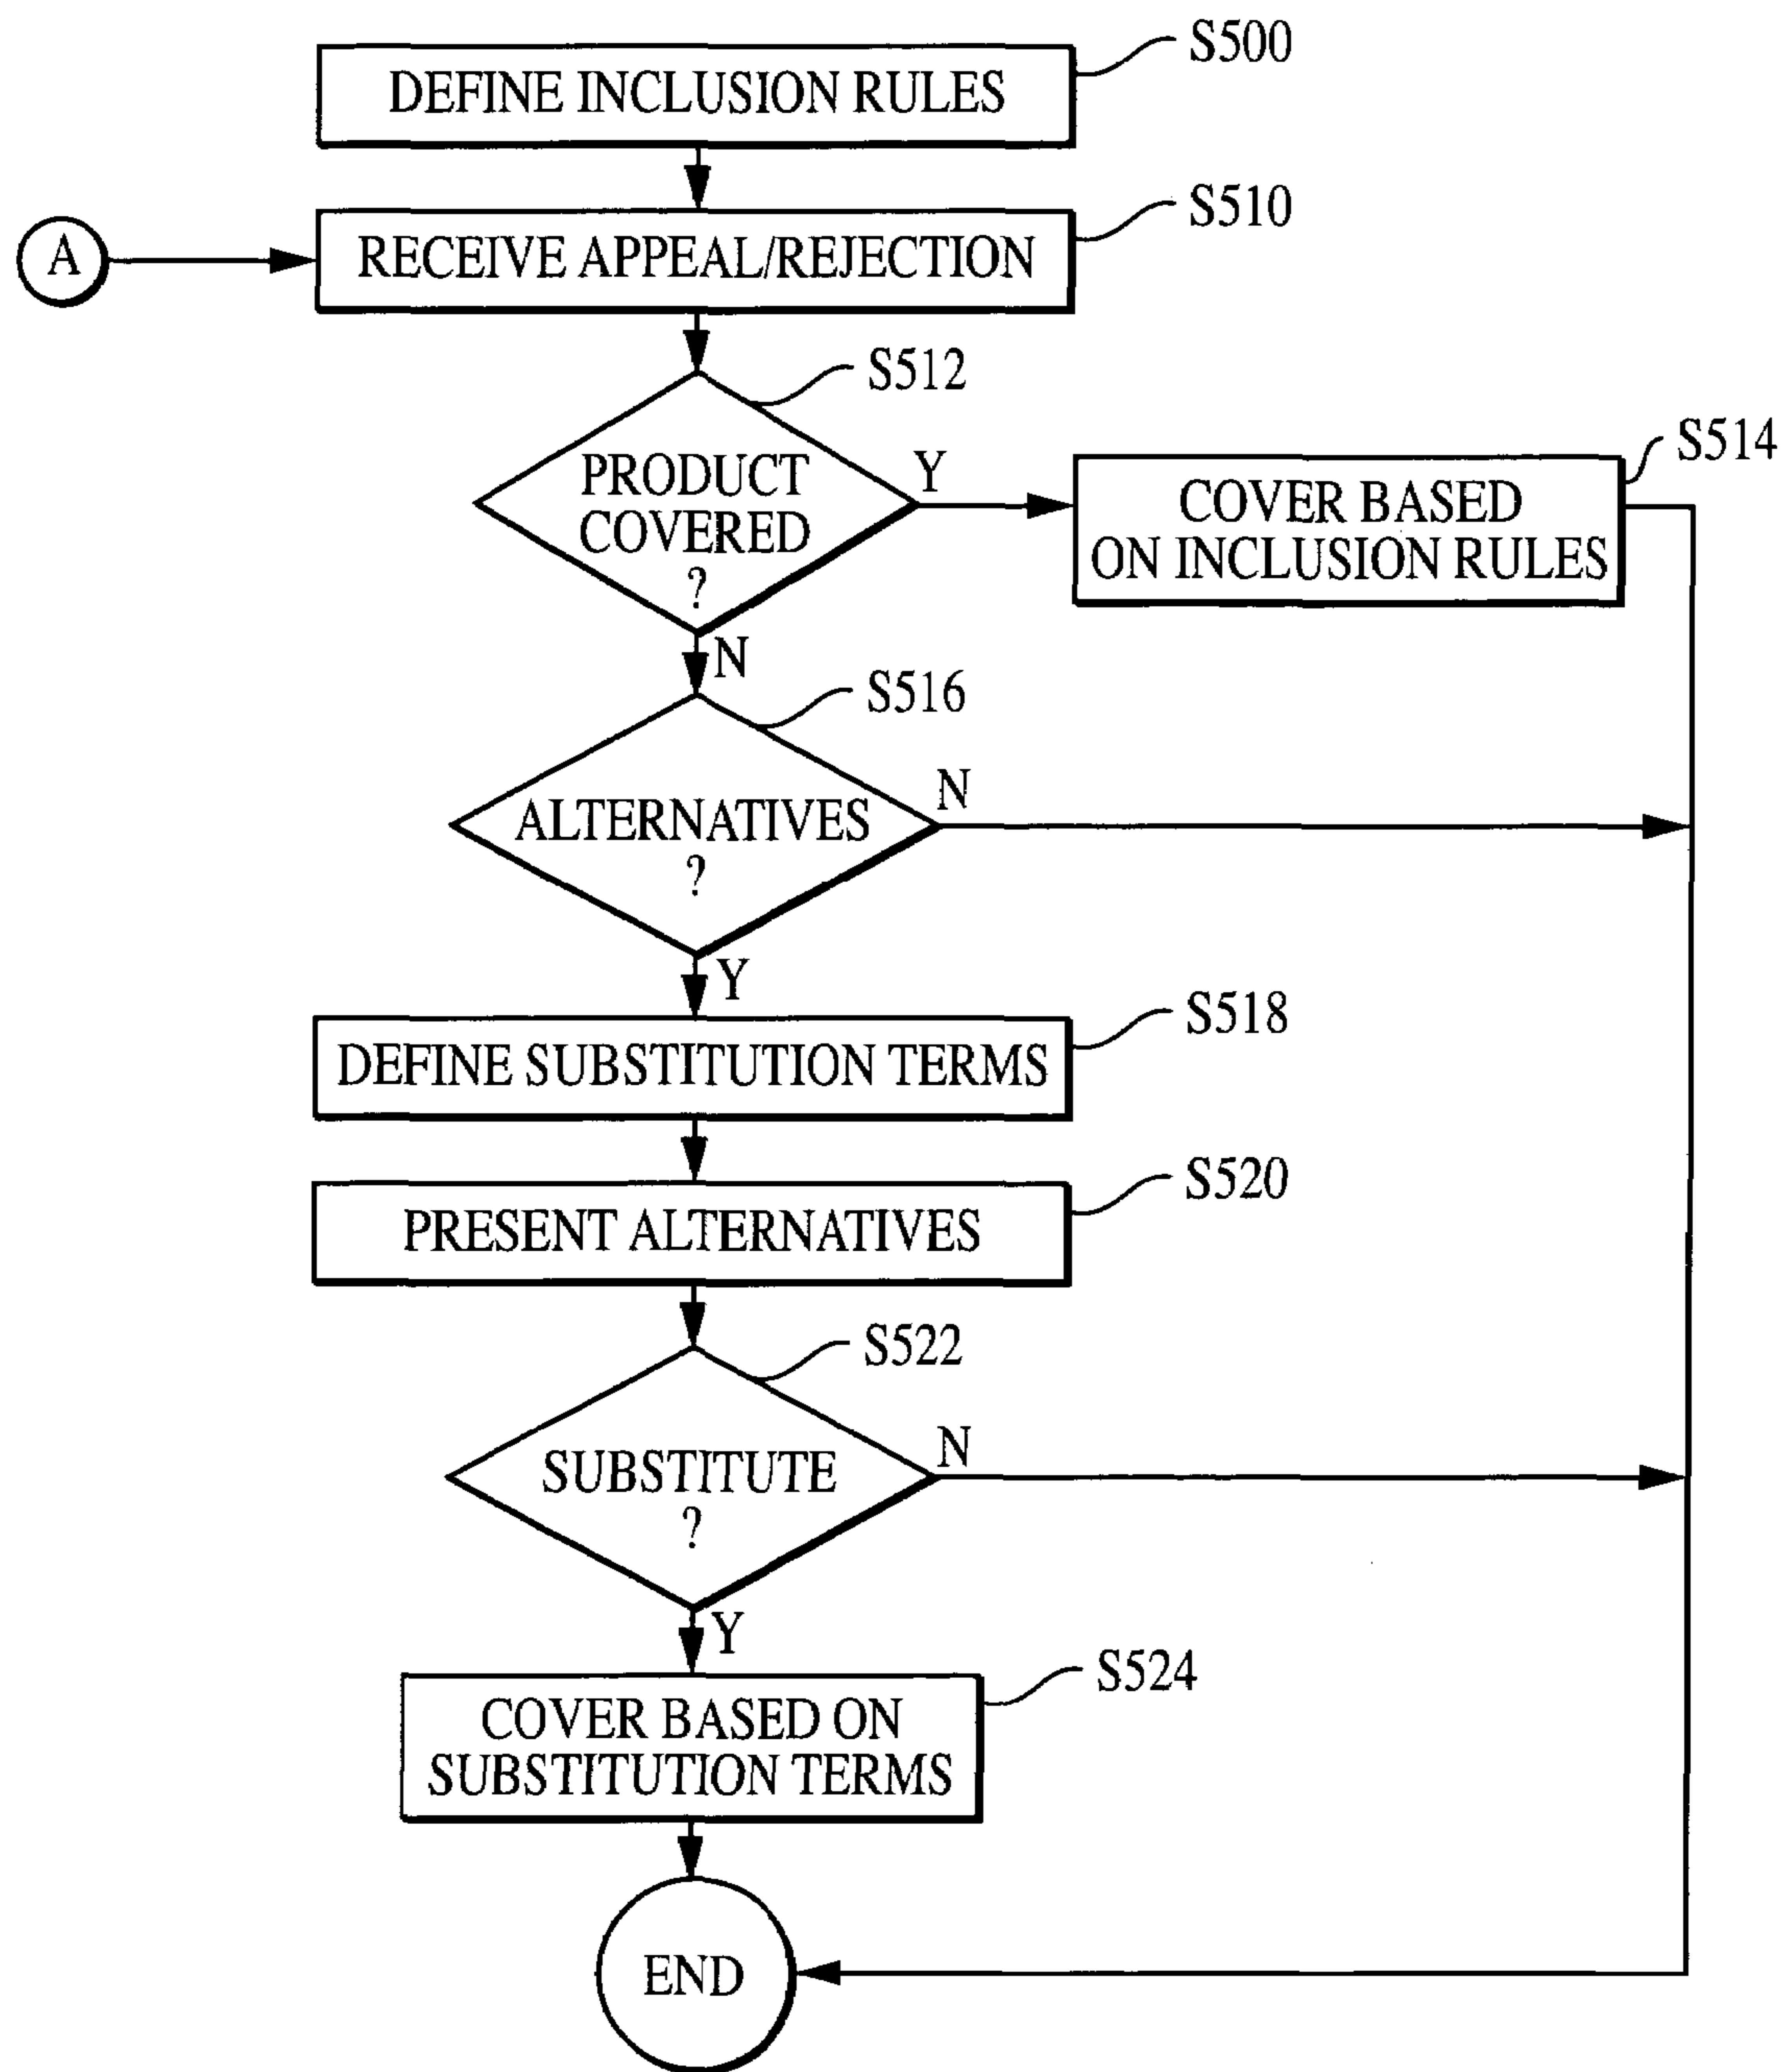 S500
DEFINE INCLUSION RULES
S510
A
RECEIVE APPEAL/REJECTION
S512
PRODUCT
COVERED
?
Y
S514
COVER BASED
ON INCLUSION RULES
N
S516
ALTERNATIVES
?
N
Y
S518
DEFINE SUBSTITUTION TERMS
S520
PRESENT ALTERNATIVES
S522
SUBSTITUTE
?
N
Y
S524
COVER BASED ON
SUBSTITUTION TERMS
END